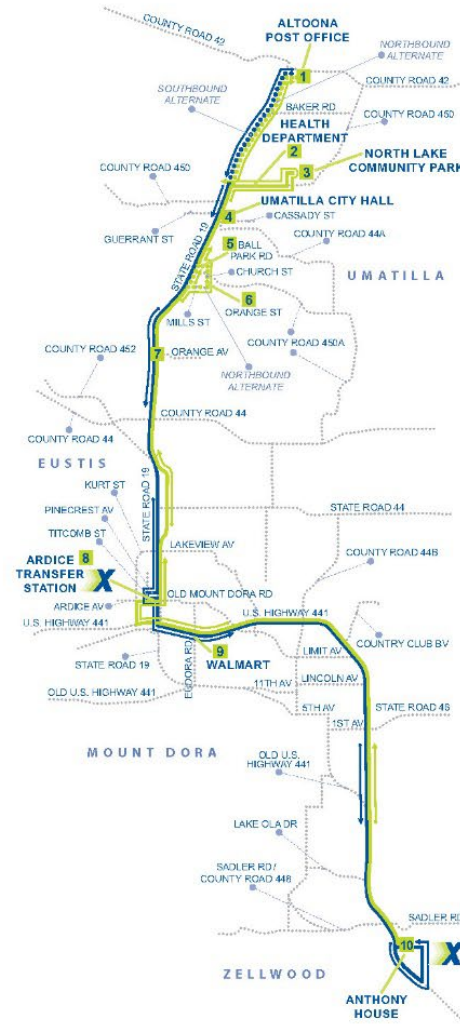 ALTOONA
POST OFFICE
COUNTY ROAD 42
NORTHBOUND
ALTERNATE
1
COUNTY ROAD 42
SOUTHBOUND
ALTERNATE
BAKER RD
COUNTY ROAD 450
HEALTH
DEPARTMENT
2
3
NORTH LAKE
COMMUNITY PARK
COUNTY ROAD 450
4
UMATILLA CITY HALL
CASSADY ST
GUERRANT ST
STATE ROAD 19
COUNTY ROAD 44A
5
BALL
PARK RD
UMATILLA
CHURCH ST
6
ORANGE ST
MILLS ST
COUNTY ROAD 450A
COUNTY ROAD 452
7
ORANGE AV
NORTHBOUND
ALTERNATE
COUNTY ROAD 44
COUNTY ROAD 44
EUSTIS
KURT ST
STATE ROAD 19
PINECREST AV
STATE ROAD 44
TITCOMB ST
LAKEVIEW AV
COUNTY ROAD 44B
ARDICE
TRANSFER
STATION
8
X
OLD MOUNT DORA RD
ARDICE AV
U.S. HIGHWAY 441
U.S. HIGHWAY 441
9
WALMART
COUNTRY CLUB BV
STATE ROAD 19
EUDORA RD
LIMIT AV
OLD U.S. HIGHWAY 441
11TH AV
LINCOLN AV
5TH AV
STATE ROAD 46
1ST AV
MOUNT DORA
OLD U.S.
HIGHWAY 441
LAKE OLA DR
SADLER RD /
COUNTY ROAD 448
SADLER RD
10
X
ZELLWOOD
ANTHONY
HOUSE